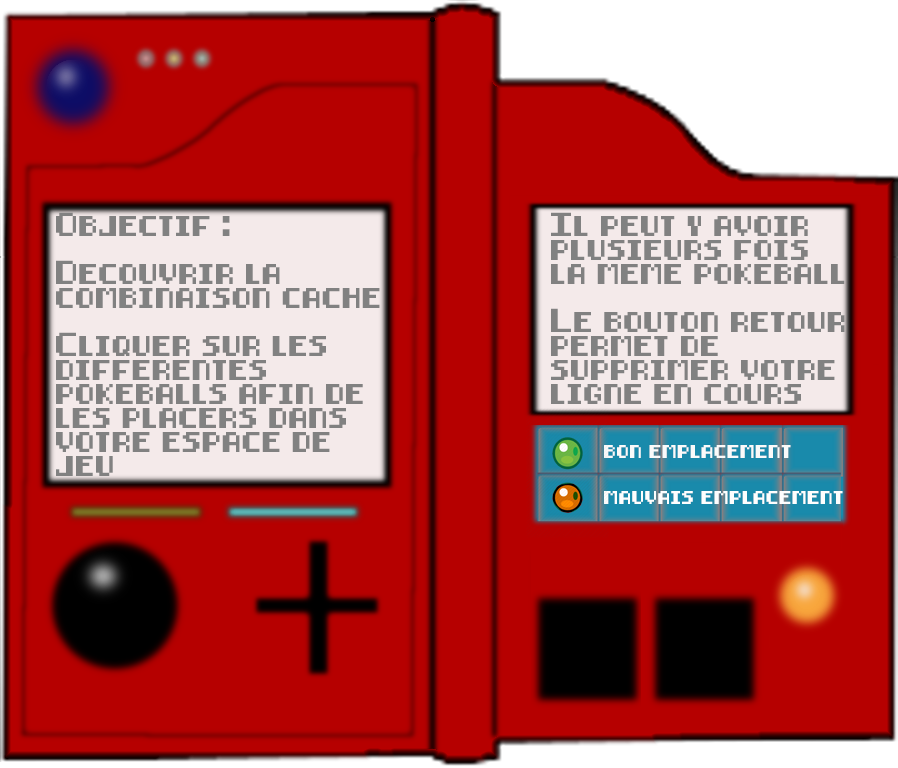 Objectif :
Decouvrir la
combinaison cache
Cliquer sur les
differentes
pokeballs afin de
les placers dans
votre espace de
jeu
Il peut y avoir
plusieurs fois
la meme pokeball
Le bouton retour
permet de
supprimer votre
ligne en cours
BON EMPLACEMENT
MAUVAIS EMPLACEMENT